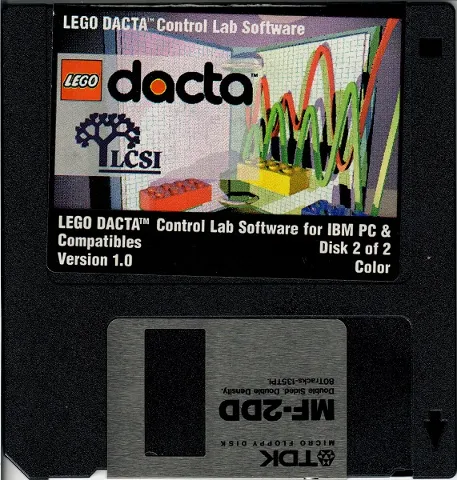 LEGO DACTA™ Control Lab Software
LEGO dacta™
LCSI
LEGO DACTA™ Control Lab Software for IBM PC &
Compatibles Disk 2 of 2
Version 1.0 Color
80Tracks-135TPI
Double Sided, Double Density,
MF-2DD
MICRO FLOPPY DISK
TDK